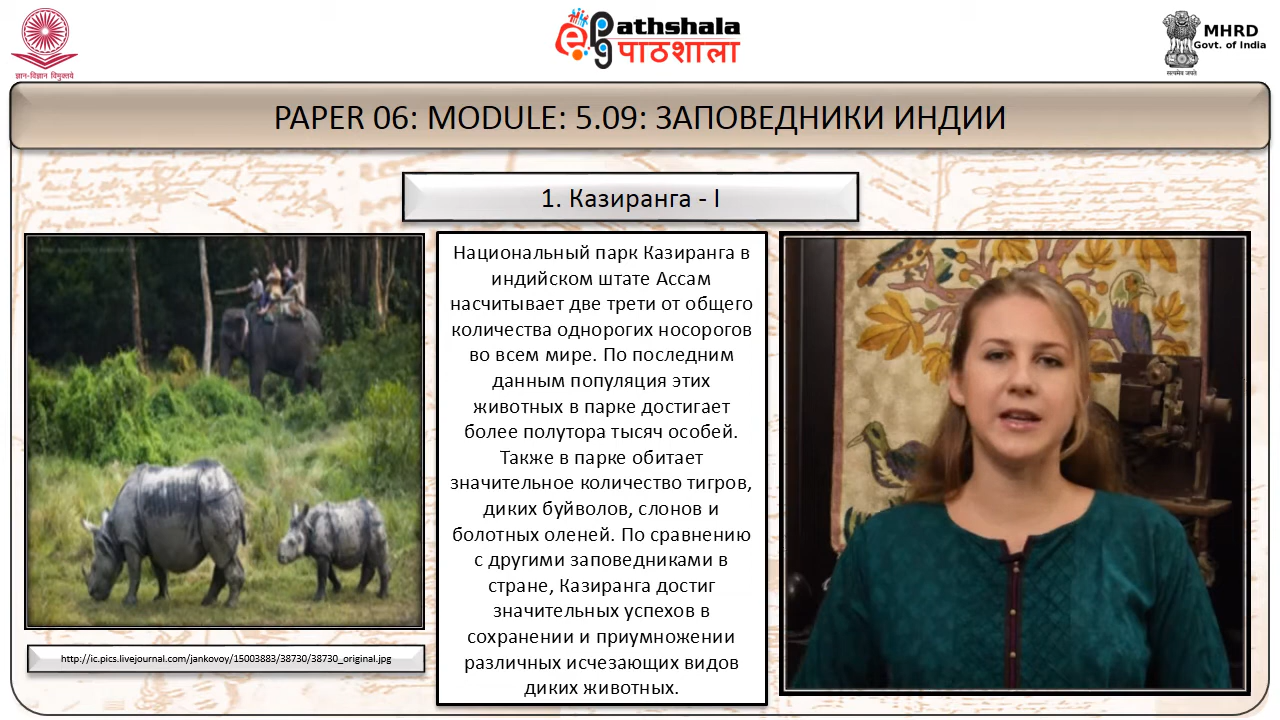 ज्ञान-विज्ञान विमुक्तये
ePathshala
पाठशाला
MHRD
Govt. of India
सत्यमेव जयते
PAPER 06: MODULE: 5.09: ЗАПОВЕДНИКИ ИНДИИ
1. Казиранга - I
Национальный парк Казиранга в
индийском штате Ассам
насчитывает две трети от общего
количества однорогих носорогов
во всем мире. По последним
данным популяция этих
животных в парке достигает
более полутора тысяч особей.
Также в парке обитает
значительное количество тигров,
диких буйволов, слонов и
болотных оленей. По сравнению
с другими заповедниками в
стране, Казиранга достиг
значительных успехов в
сохранении и приумножении
различных исчезающих видов
диких животных.
http://ic.pics.livejournal.com/jankovoy/15003883/38730/38730_original.jpg